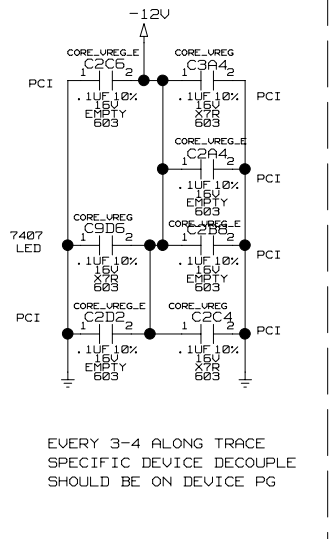 -12V
CORE_VREG_E
C2C6
1 2
.1UF 10%
16V
EMPTY
603
PCI
CORE_VREG
C3A4
1 2
.1UF 10%
16V
X7R
603
PCI
CORE_VREG_E
C2A4
1 2
.1UF 10%
16V
EMPTY
603
PCI
7407
LED
CORE_VREG
C9D6
1 2
.1UF 10%
16V
X7R
603
CORE_VREG_E
C2B8
1 2
.1UF 10%
16V
EMPTY
603
PCI
PCI
CORE_VREG_E
C2D2
1 2
.1UF 10%
16V
EMPTY
603
CORE_VREG
C2C4
1 2
.1UF 10%
16V
X7R
603
PCI
EVERY 3-4 ALONG TRACE
SPECIFIC DEVICE DECOUPLE
SHOULD BE ON DEVICE PG